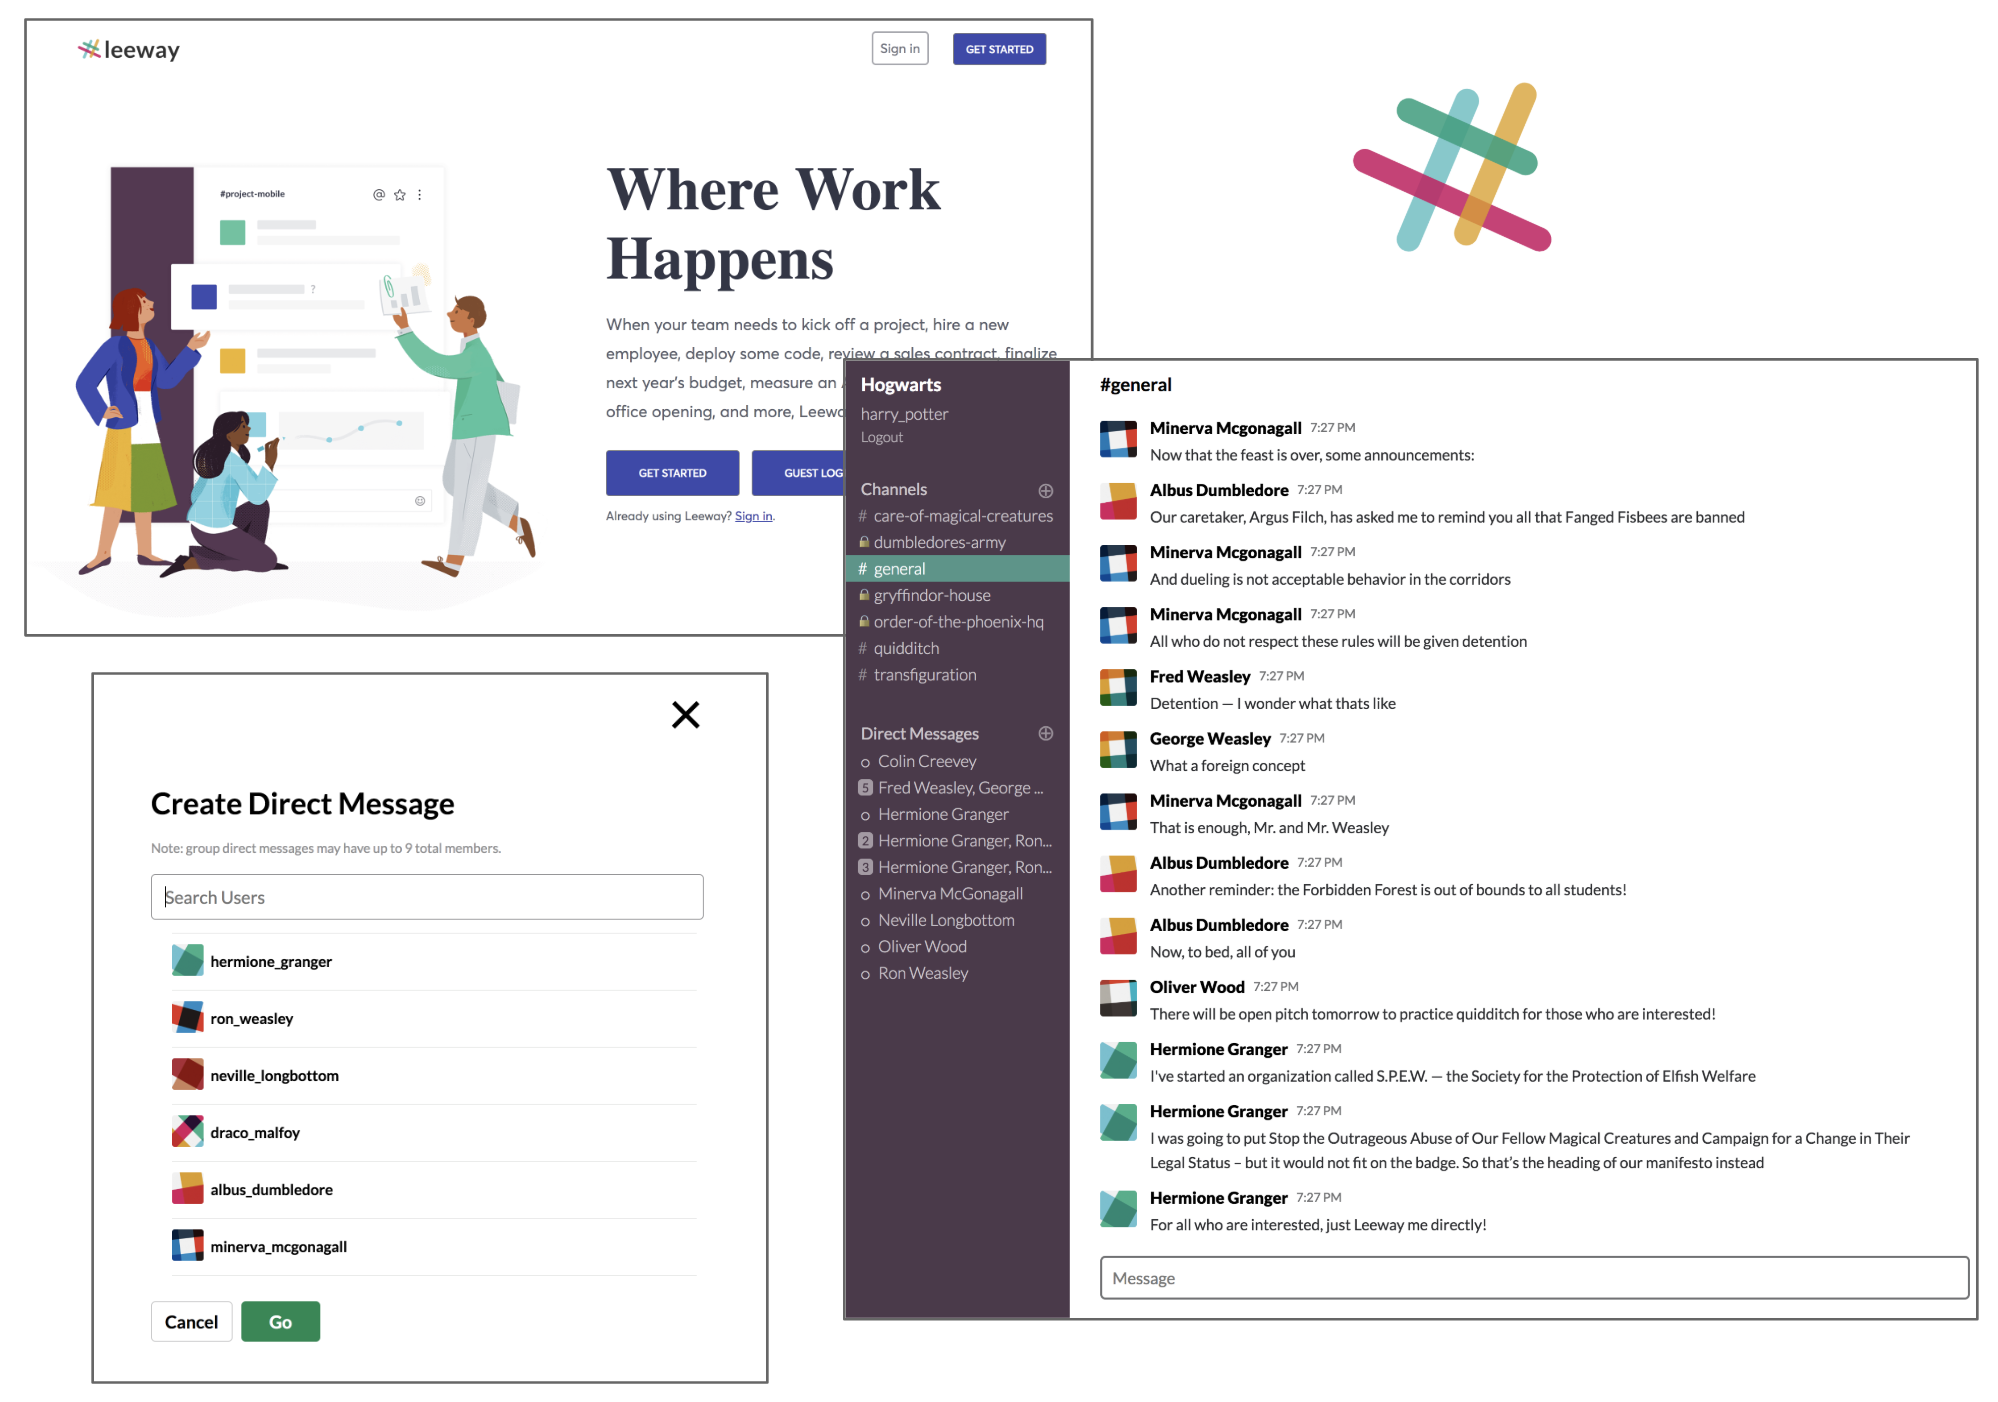 leeway
Sign in
GET STARTED
#project-mobile
?
Where Work
Happens
When your team needs to kick off a project, hire a new
employee, deploy some code, review a sales contract, finalize
next year's budget, measure an
office opening, and more,
GET STARTED
GUEST
Already using Leeway? Sign in.
Hogwarts
harry_potter
Logout
Channels
# care-of-magical-creatures
dumbledores-army
# general
gryffindor-house
order-of-the-phoenix-hq
# quidditch
# transfiguration
Direct Messages
Colin Creevey
5 Fred Weasley, George ...
Hermione Granger
2 Hermione Granger, Ron...
3 Hermione Granger, Ron...
Minerva McGonagall
Neville Longbottom
Oliver Wood
Ron Weasley
#general
Minerva Mcgonagall 7:27 PM
Now that the feast is over, some announcements:
Albus Dumbledore 7:27 PM
Our caretaker, Argus Filch, has asked me to remind you all that Fanged Fisbees are banned
Minerva Mcgonagall 7:27 PM
And dueling is not acceptable behavior in the corridors
Minerva Mcgonagall 7:27 PM
All who do not respect these rules will be given detention
Fred Weasley 7:27 PM
Detention — I wonder what thats like
George Weasley 7:27 PM
What a foreign concept
Minerva Mcgonagall 7:27 PM
That is enough, Mr. and Mr. Weasley
Albus Dumbledore 7:27 PM
Another reminder: the Forbidden Forest is out of bounds to all students!
Albus Dumbledore 7:27 PM
Now, to bed, all of you
Oliver Wood 7:27 PM
There will be open pitch tomorrow to practice quidditch for those who are interested!
Hermione Granger 7:27 PM
I've started an organization called S.P.E.W. — the Society for the Protection of Elfish Welfare
Hermione Granger 7:27 PM
I was going to put Stop the Outrageous Abuse of Our Fellow Magical Creatures and Campaign for a Change in Their
Legal Status – but it would not fit on the badge. So that's the heading of our manifesto instead
Hermione Granger 7:27 PM
For all who are interested, just Leeway me directly!
Message
Create Direct Message
Note: group direct messages may have up to 9 total members.
Search Users
hermione_granger
ron_weasley
neville_longbottom
draco_malfoy
albus_dumbledore
minerva_mcgonagall
Cancel
Go